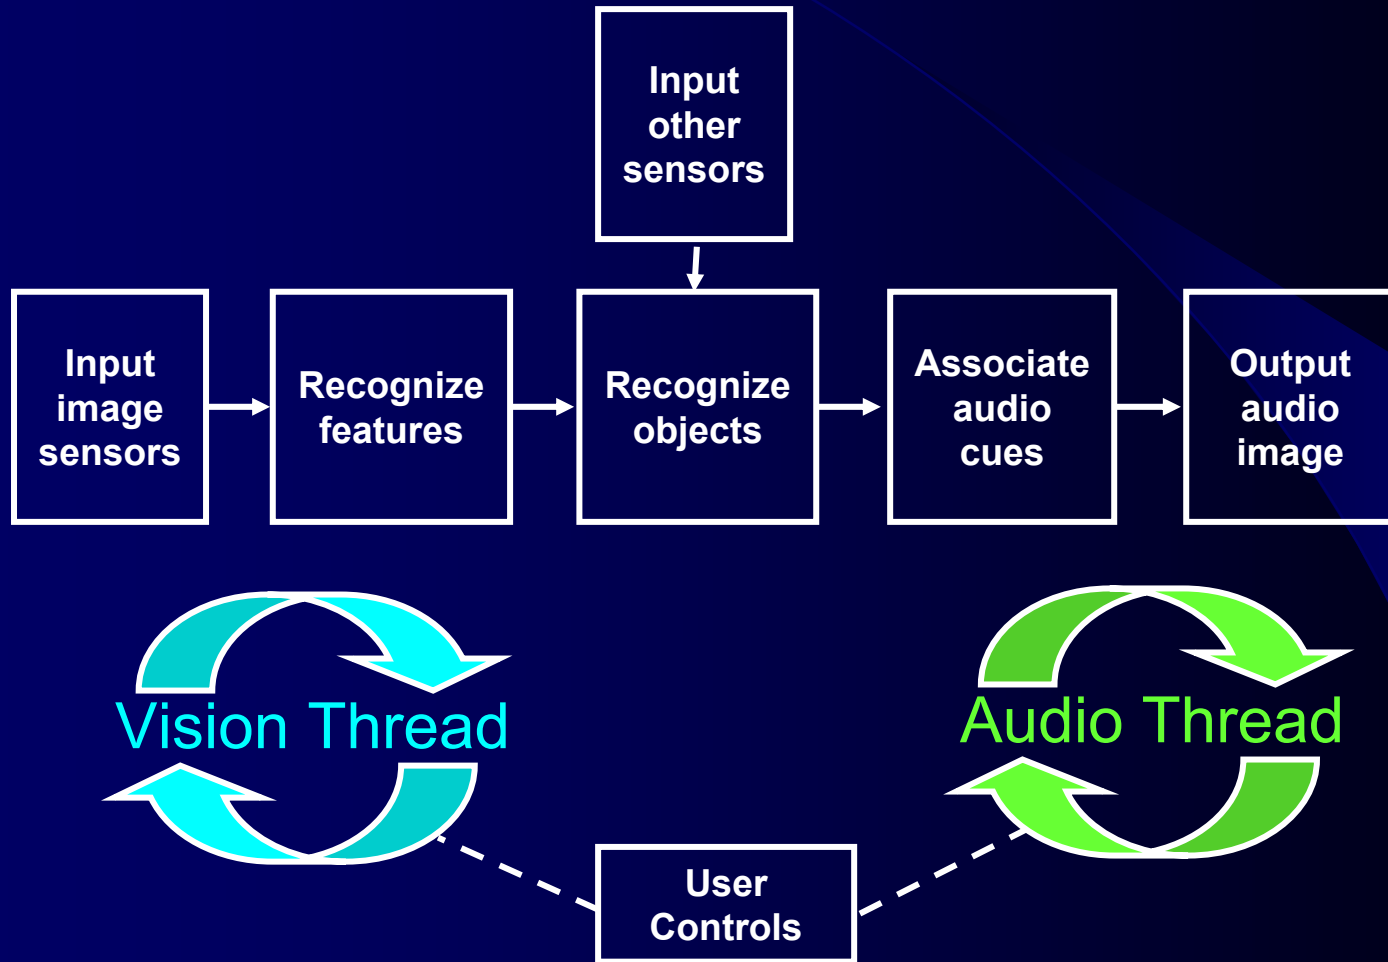 Input
other
sensors
Input
image
sensors
Recognize
features
Recognize
objects
Associate
audio
cues
Output
audio
image
Vision Thread
Audio Thread
User
Controls